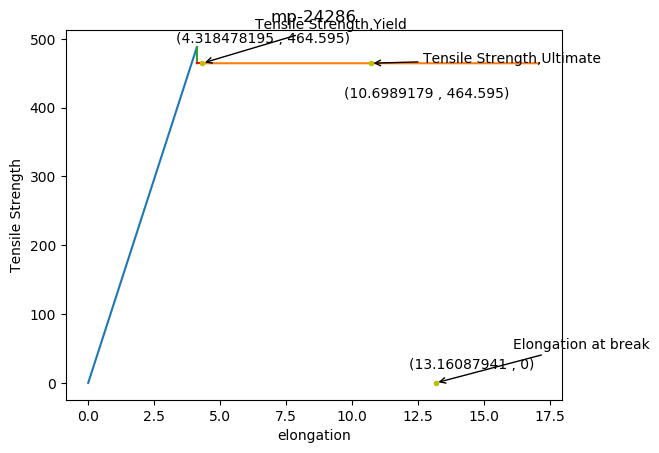 mp-24286
Tensile Strength,Yield
(4.318478195 , 464.595)
Tensile Strength,Ultimate
(10.6989179 , 464.595)
Elongation at break
(13.16087941 , 0)
Tensile Strength
500
400
300
200
100
0
0.0 2.5 5.0 7.5 10.0 12.5 15.0 17.5
elongation